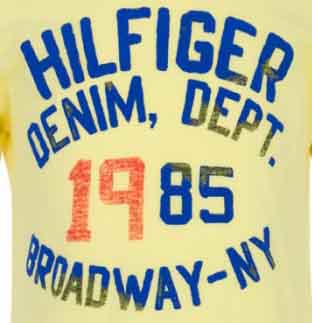 HILFIGER
DENIM, DEPT.
1985
BROADWAY-NY